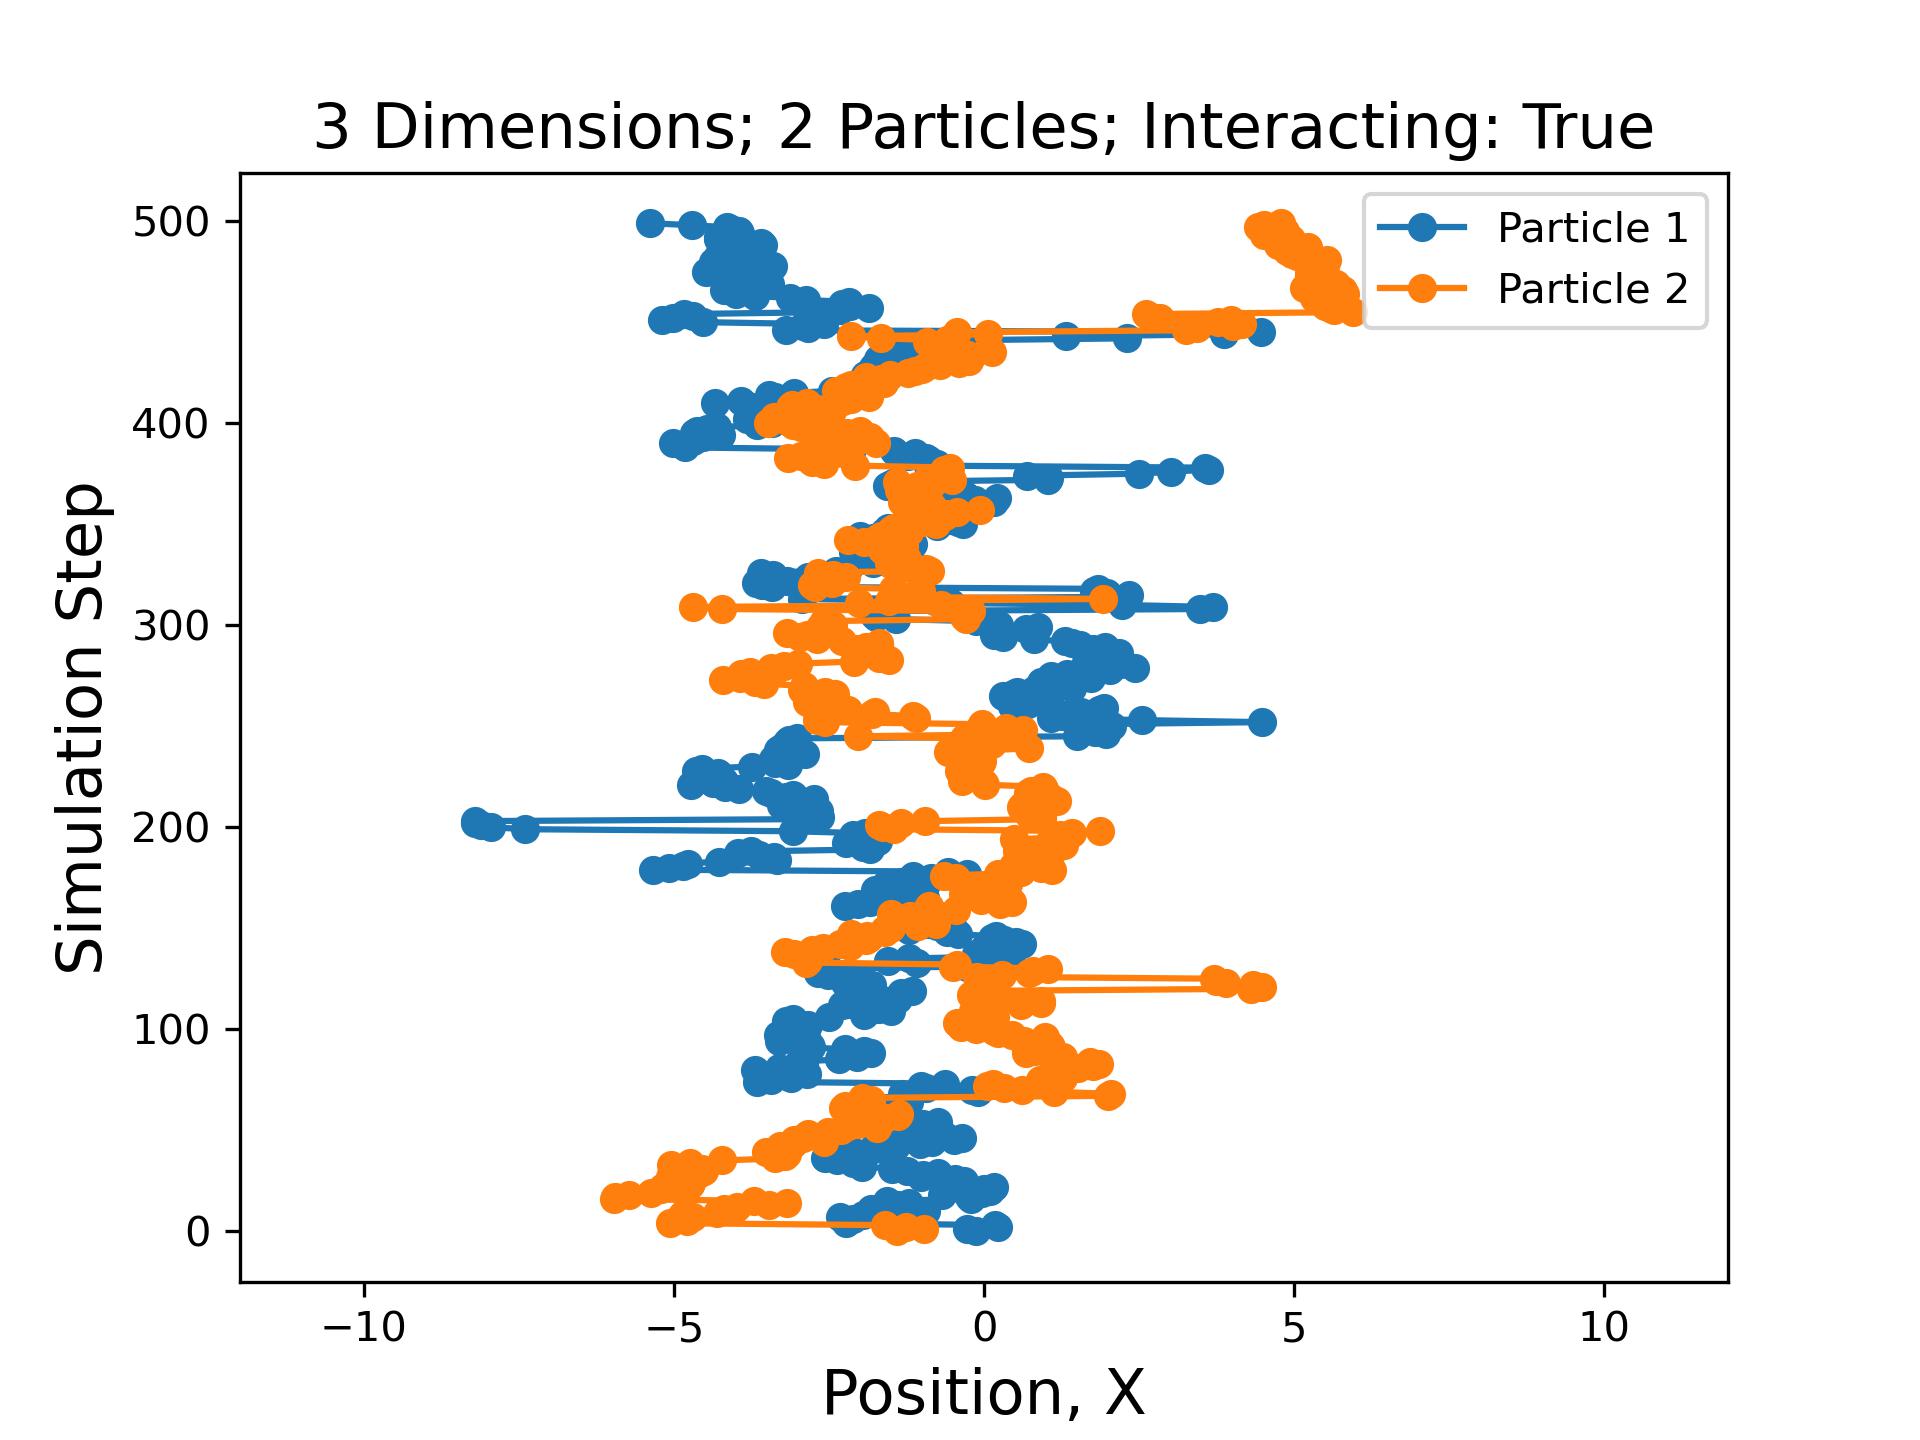 3 Dimensions; 2 Particles; Interacting: True
Particle 1
Particle 2
Simulation Step
500
400
300
200
100
0
−10
−5
0
5
10
Position, X